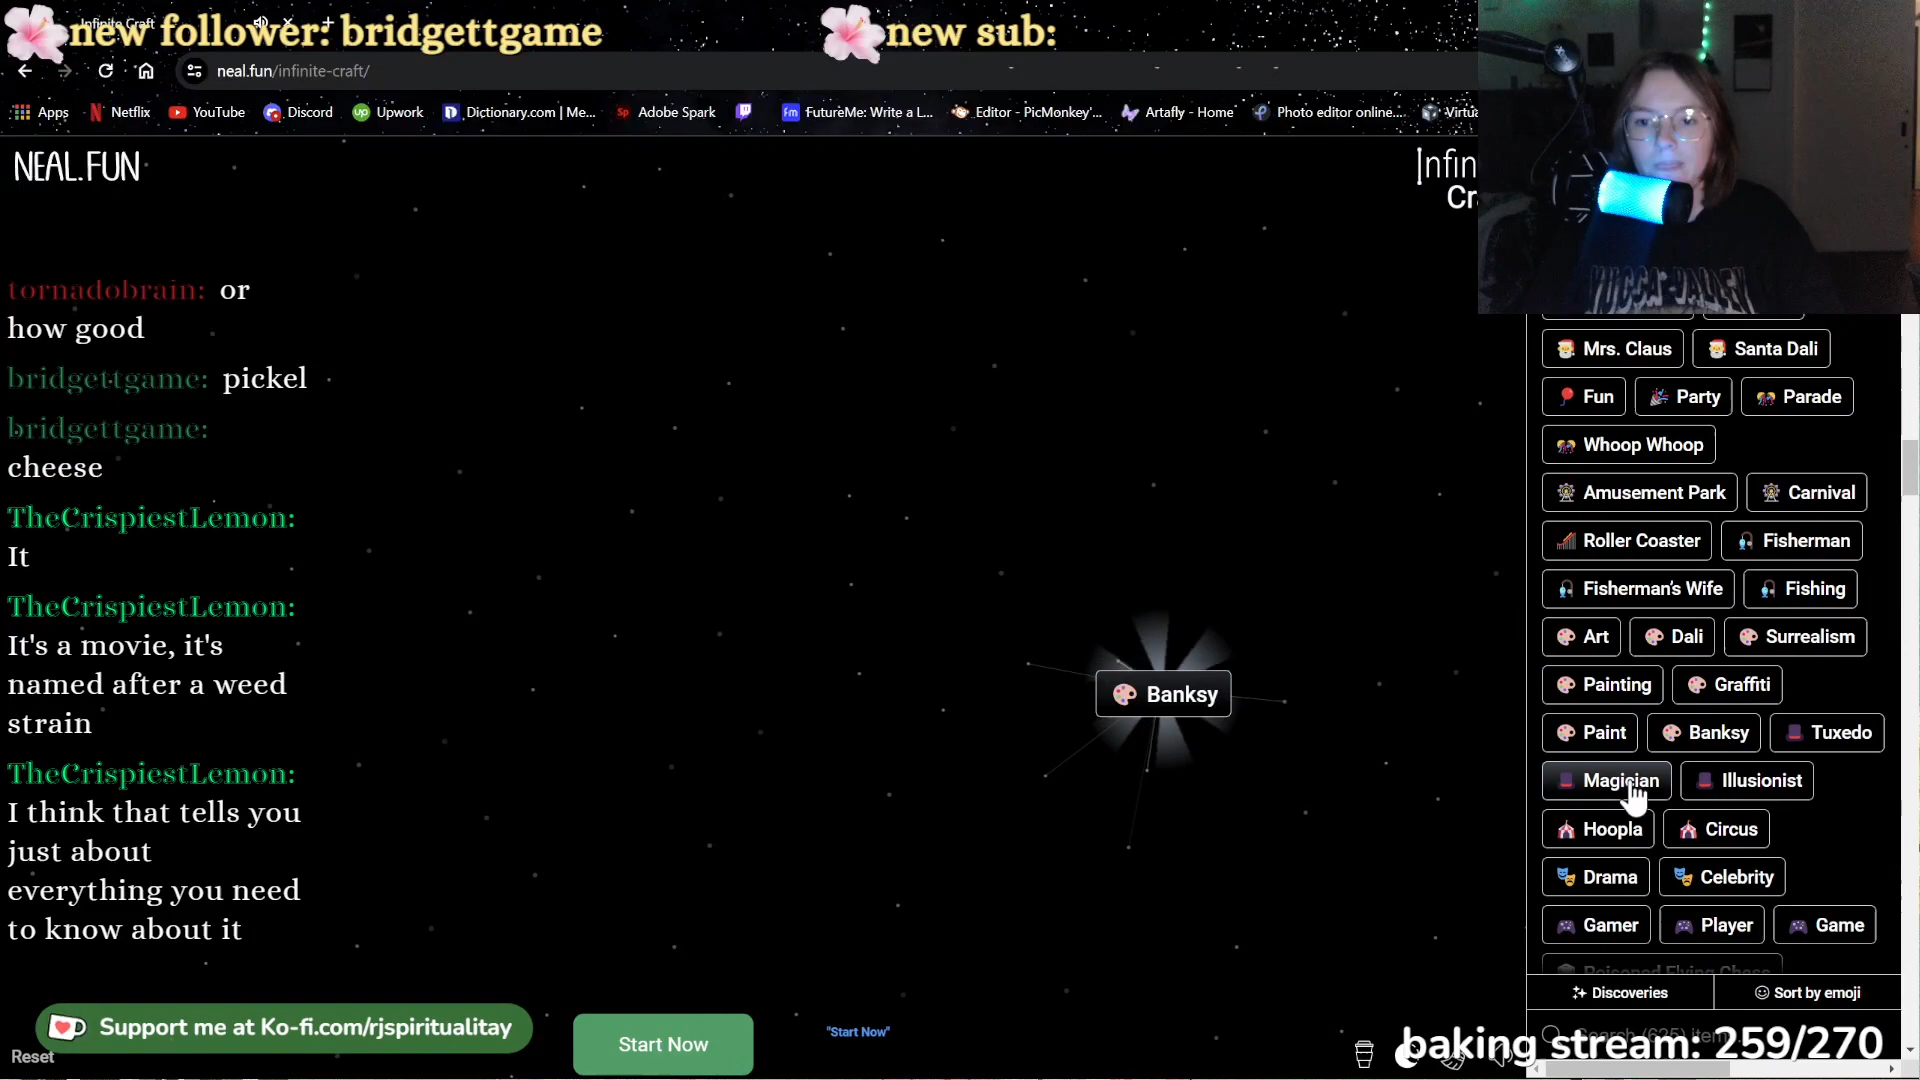 Infinite Craft
new follower: bridgettgame
new sub:
neal.fun/infinite-craft/
Apps
Netflix
YouTube
Discord
Upwork
Dictionary.com | Me...
Adobe Spark
FutureMe: Write a L...
Editor - PicMonkey'...
Artafly - Home
Photo editor online...
NEAL.FUN
tornadobrain: or
how good
bridgettgame: pickel
bridgettgame:
cheese
TheCrispiestLemon:
It
TheCrispiestLemon:
It's a movie, it's
named after a weed
strain
TheCrispiestLemon:
I think that tells you
just about
everything you need
to know about it
Banksy
YUCCA VALLEY
Mrs. Claus
Santa Dali
Fun
Party
Parade
Whoop Whoop
Amusement Park
Carnival
Roller Coaster
Fisherman
Fisherman's Wife
Fishing
Art
Dali
Surrealism
Painting
Graffiti
Paint
Banksy
Tuxedo
Magician
Illusionist
Hoopla
Circus
Drama
Celebrity
Gamer
Player
Game
Poisoned Flying Chess
Discoveries
Sort by emoji
Support me at Ko-fi.com/rjspiritualitay
Reset
Start Now
"Start Now"
baking stream: 259/270